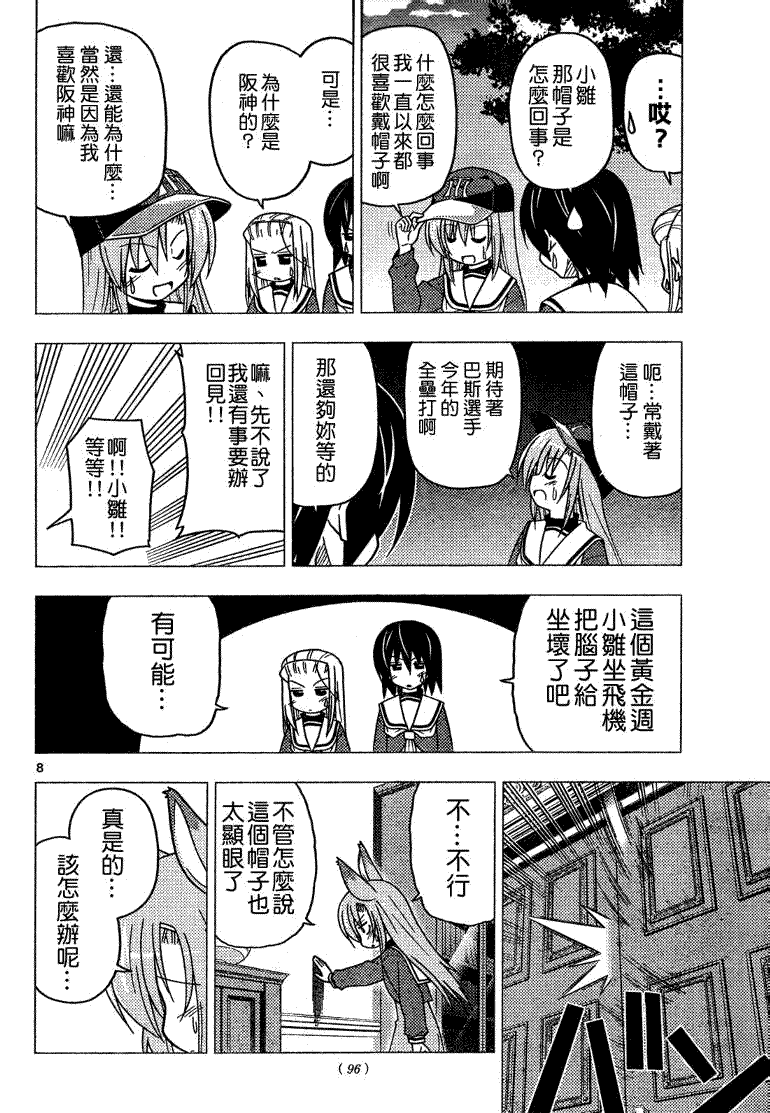 …哎？
小雛
那帽子是
怎麼回事？
什麼怎麼回事
我一直以來都
很喜歡戴帽子啊
可是…
為什麼是
阪神的？
還…還能為什麼…
當然是因為我
喜歡阪神嘛
呃…常戴著
這帽子…
期待著
巴斯選手
今年的
全壘打啊
那還夠妳等的
嘛、先不說了
我還有事要辦
回見!!
啊!!小雛!!
等等!!
這個黃金週
小雛坐飛機
把腦子給
坐壞了吧
有可能…
8
不…不行
不管怎麼說
這個帽子也
太顯眼了
真是的…
該怎麼辦呢…
(96)